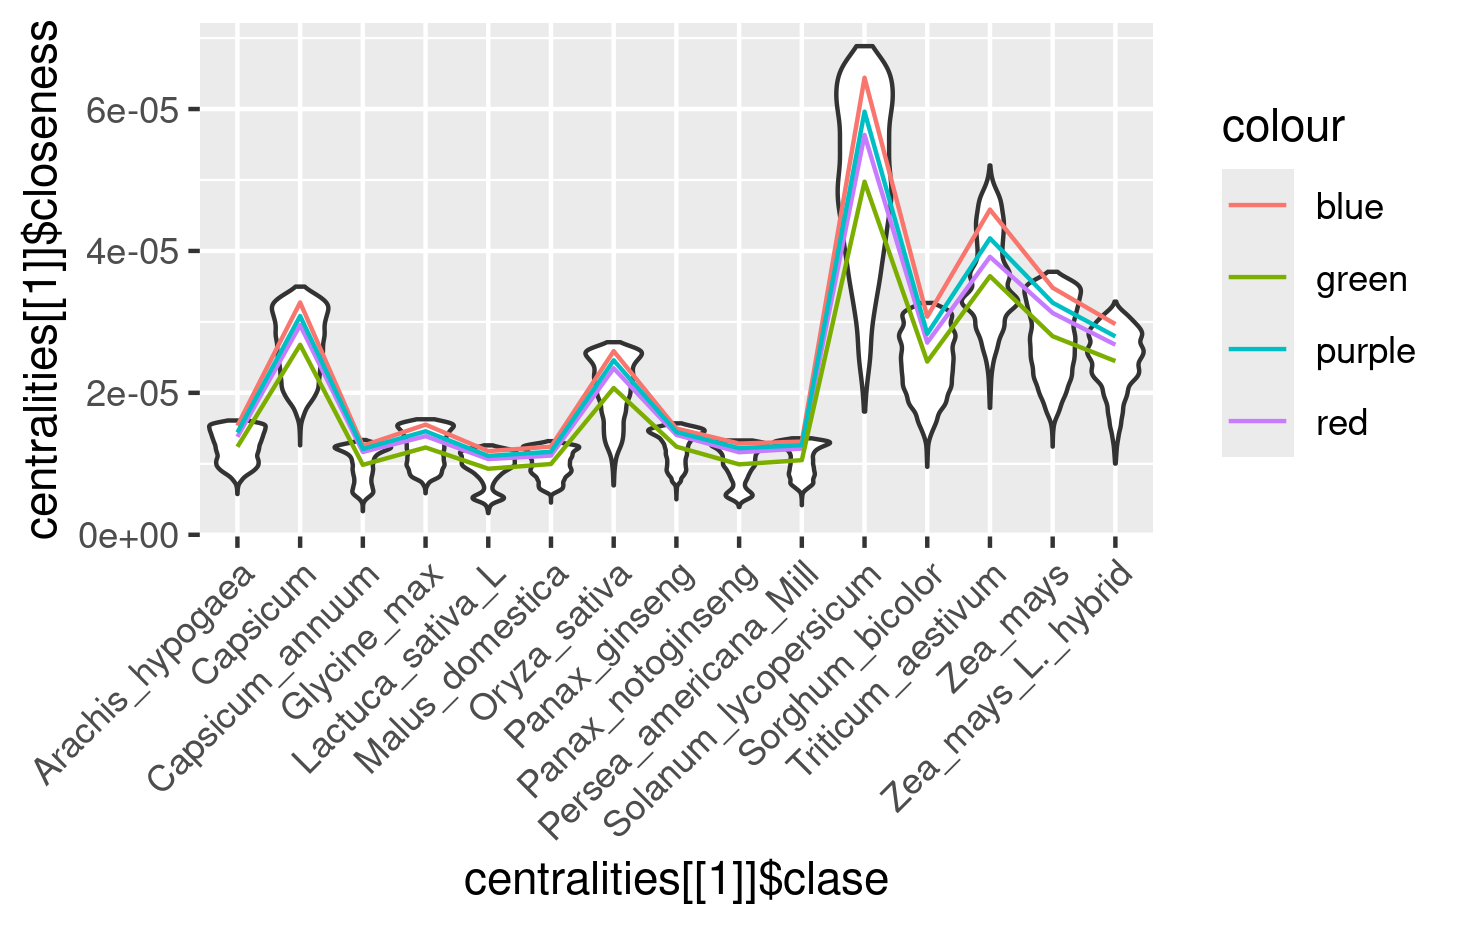 centralities[[1]]$closeness
6e-05
4e-05
2e-05
0e+00
Arachis_hypogaea
Capsicum
Capsicum_annuum
Glycine_max
Lactuca_sativa_L
Malus_domestica
Oryza_sativa
Panax_ginseng
Panax_notoginseng
Persea_americana_Mill
Solanum_lycopersicum
Sorghum_bicolor
Triticum_aestivum
Zea_mays
Zea_mays_L._hybrid
centralities[[1]]$clase
colour
blue
green
purple
red